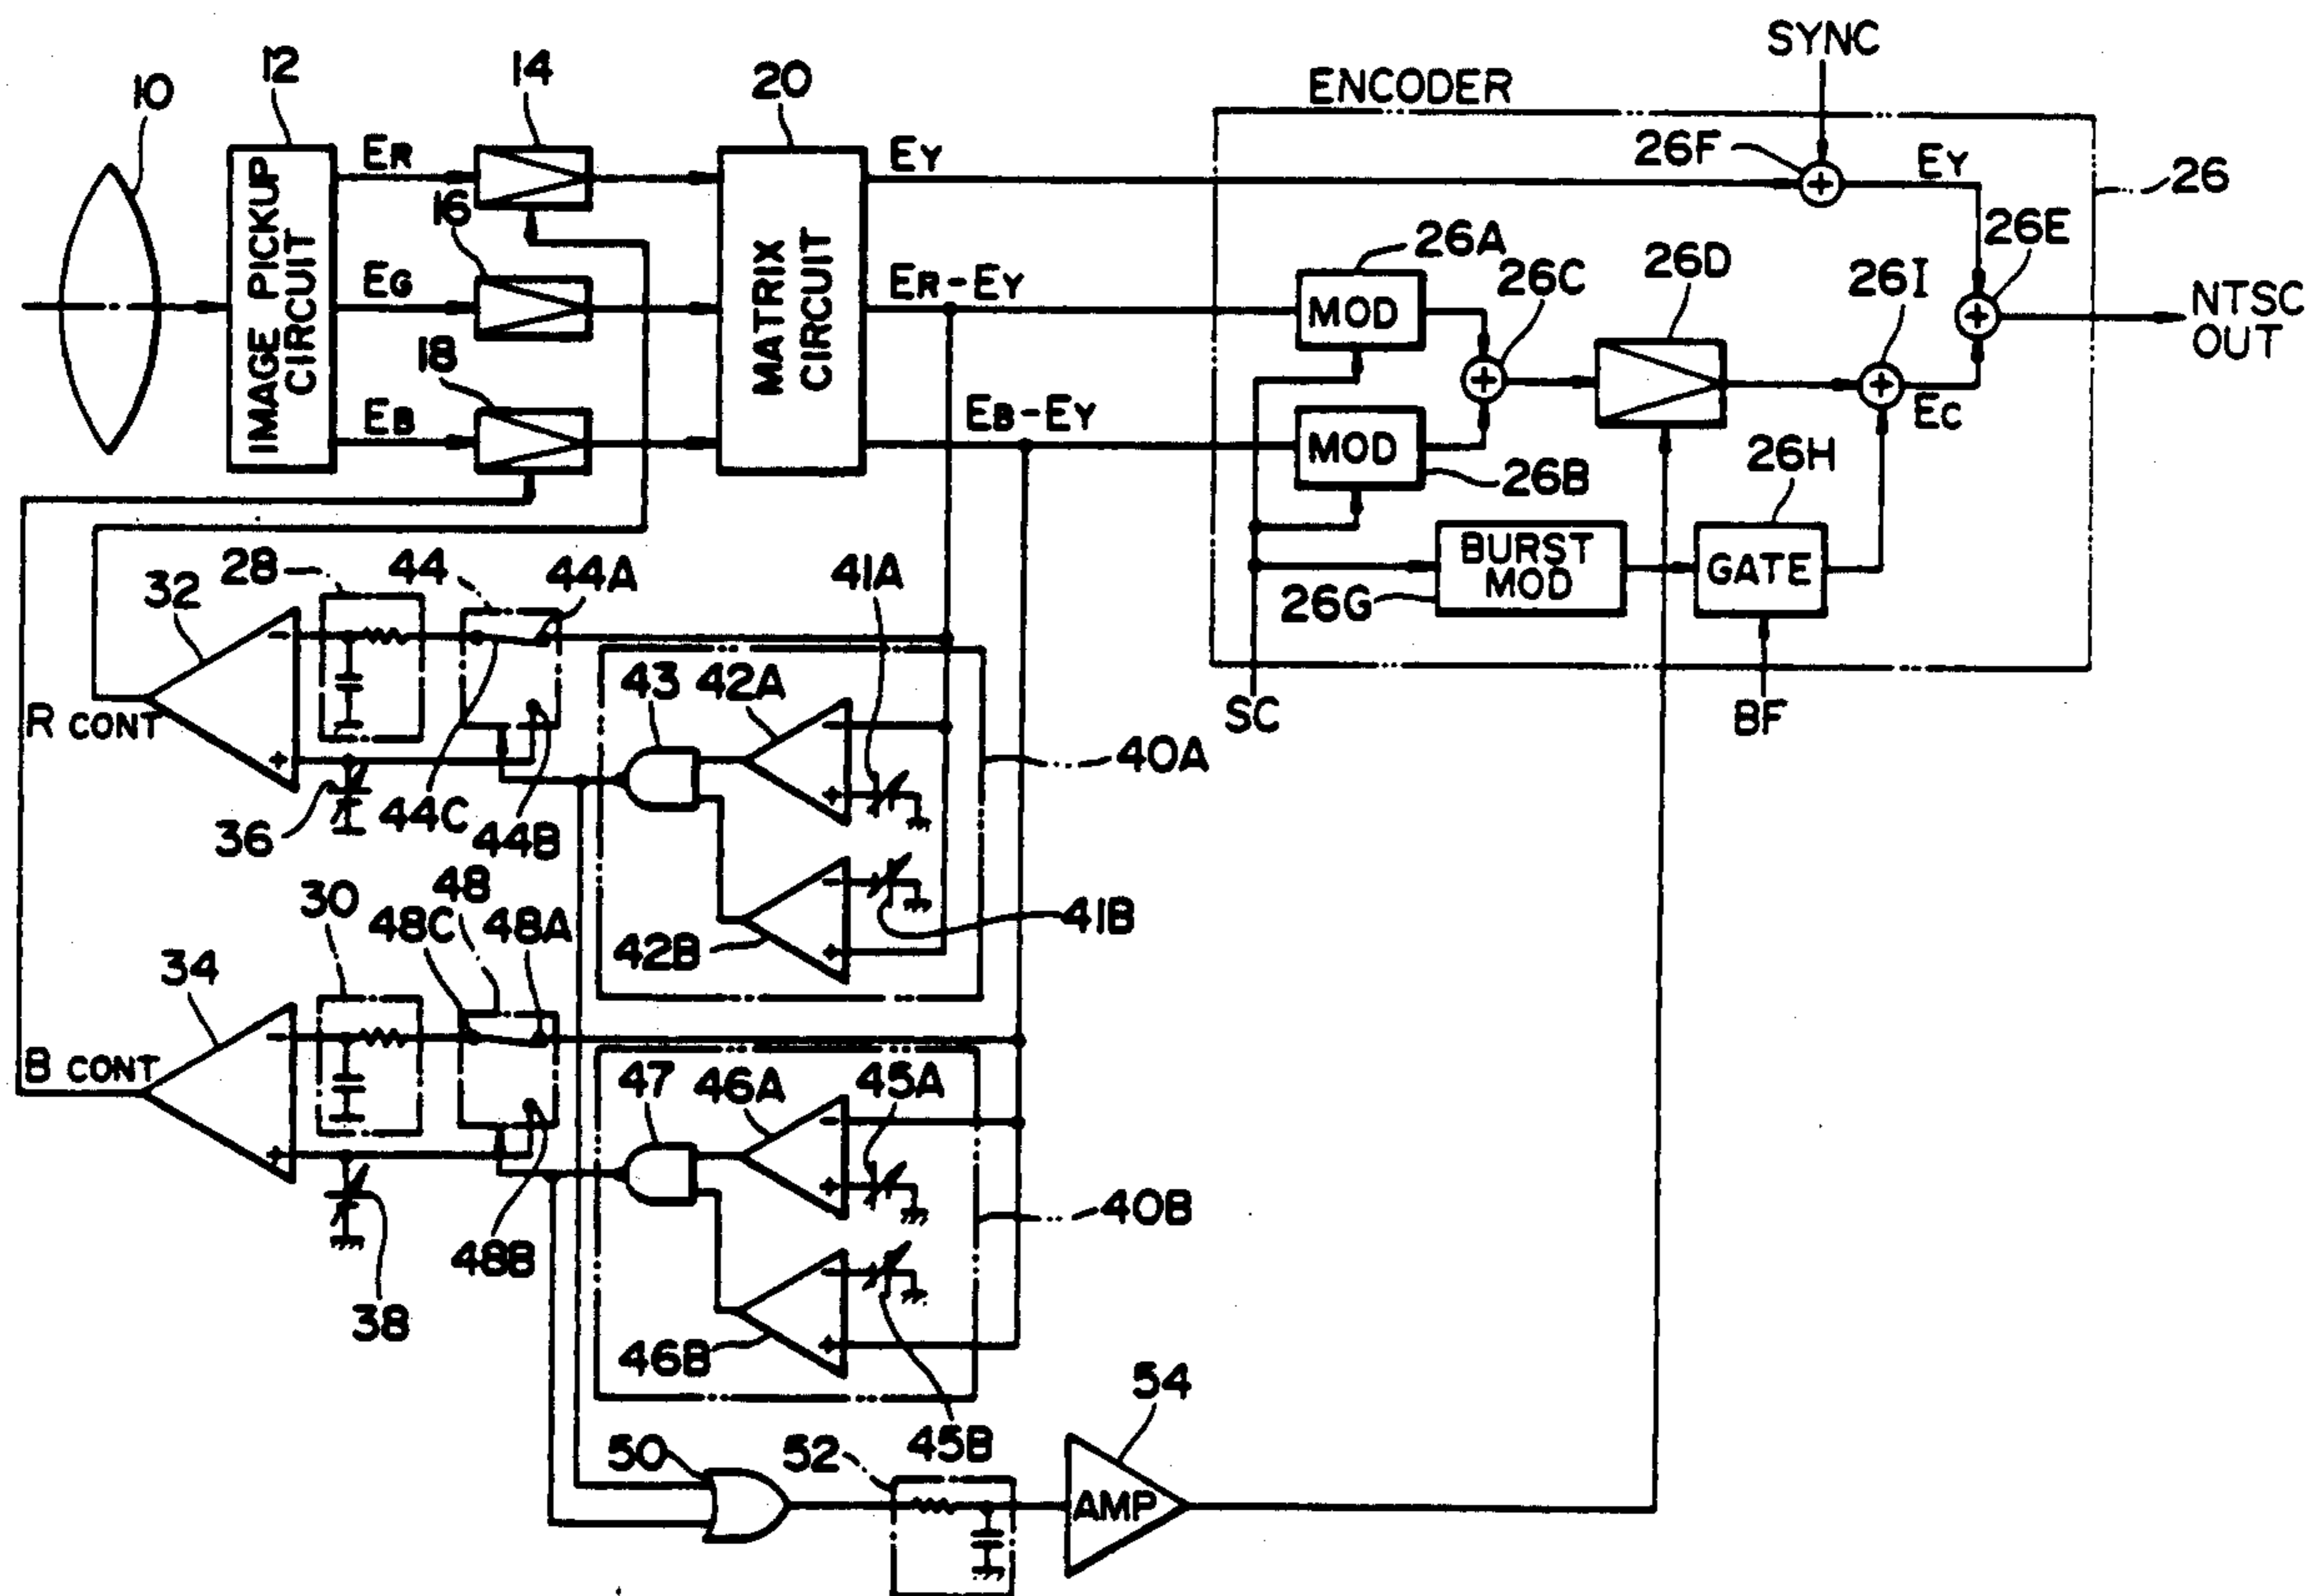 SYNC
12
14
20
ENCODER
10
ER
EY
26F
EY
26
IMAGE PICKUP
CIRCUIT
16
MATRIX
CIRCUIT
26A
26C
26D
26I
26E
EG
ER-EY
MOD
NTSC
OUT
18
EB
EB-EY
MOD
EC
26B
26H
28
44
44A
41A
BURST
MOD
GATE
32
26G
-
43
42A
-
SC
BF
R CONT
+
40A
36
44C
44B
+
48
-
41B
30
48C
48A
42B
+
34
-
B CONT
47
46A
45A
-
+
+
40B
48B
-
38
46B
+
54
50
52
45B
AMP